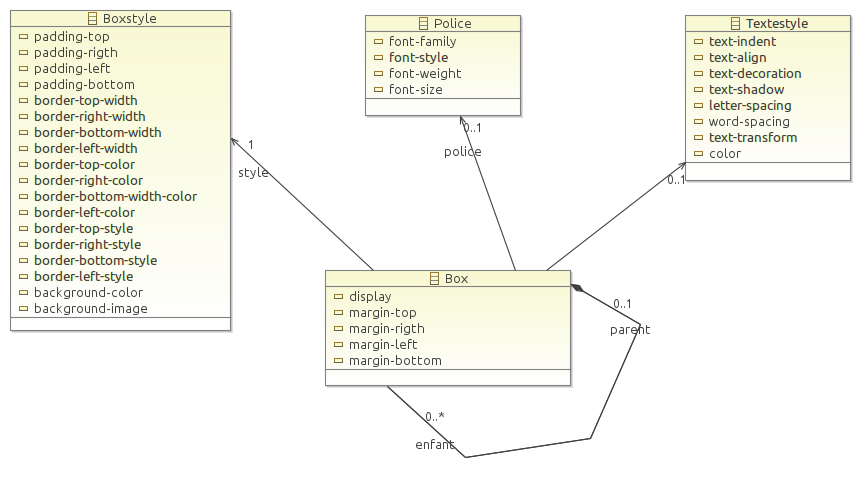 Boxstyle
padding-top
padding-rigth
padding-left
padding-bottom
border-top-width
border-right-width
border-bottom-width
border-left-width
border-top-color
border-right-color
border-bottom-width-color
border-left-color
border-top-style
border-right-style
border-bottom-style
border-left-style
background-color
background-image
Police
font-family
font-style
font-weight
font-size
Textestyle
text-indent
text-align
text-decoration
text-shadow
letter-spacing
word-spacing
text-transform
color
1
style
0..1
police
0..1
Box
display
margin-top
margin-rigth
margin-left
margin-bottom
0..1
parent
0..*
enfant